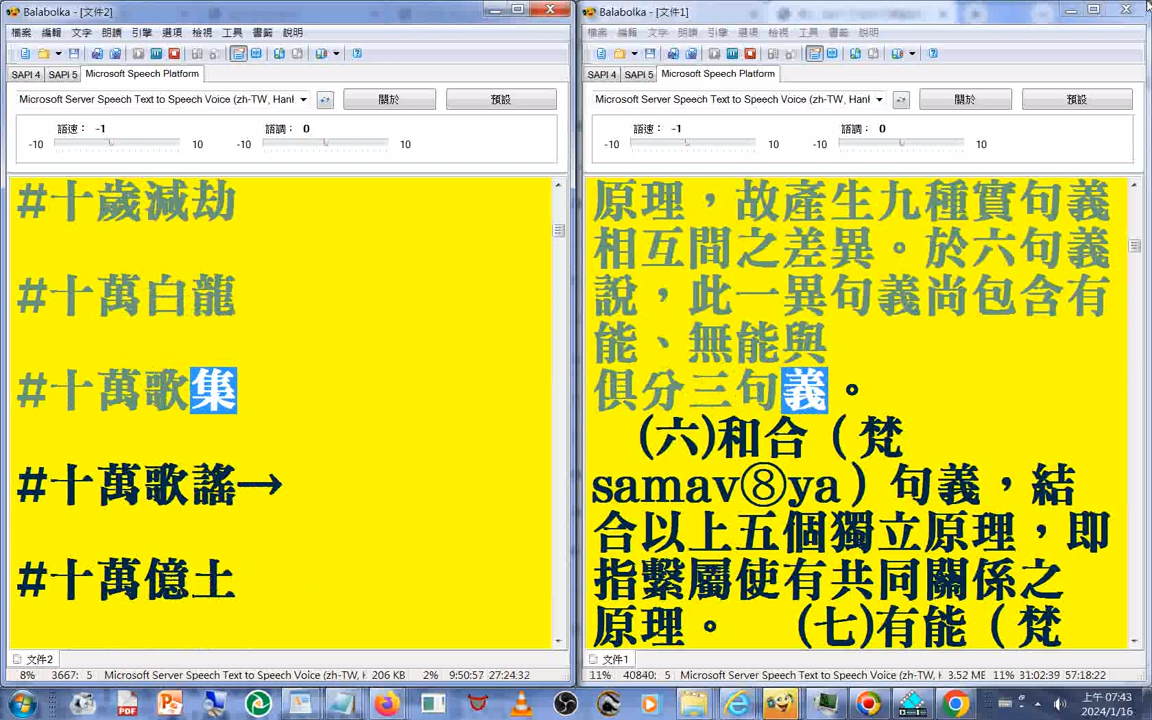 Balabolka - [文件2]
檔案 編輯 文字 朗讀 引擎 選項 檢視 工具 書籤 說明
SAPI 4 SAPI 5 Microsoft Speech Platform
Microsoft Server Speech Text to Speech Voice (zh-TW, Hanl
關於 預設
語速： -1 語調： 0
-10 10 -10 10
#十歲減劫
#十萬白龍
#十萬歌集
#十萬歌謠→
#十萬億土
文件2
8% 3667: 5 Microsoft Server Speech Text to Speech Voice (zh-TW, H 206 KB 2% 9:50:57 27:24:32
Balabolka - [文件1]
檔案 編輯 文字 朗讀 引擎 選項 檢視 工具 書籤 說明
SAPI 4 SAPI 5 Microsoft Speech Platform
Microsoft Server Speech Text to Speech Voice (zh-TW, Hanl
關於 預設
語速： -1 語調： 0
-10 10 -10 10
原理，故產生九種實句義
相互間之差異。於六句義
說，此一異句義尚包含有
能、無能與
俱分三句義。
(六)和合（梵
samav⑧ya）句義，結
合以上五個獨立原理，即
指繫屬使有共同關係之
原理。 (七)有能（梵
文件1
11% 40840: 5 Microsoft Server Speech Text to Speech Voice (zh-TW, H 3.52 MB 11% 31:02:39 57:18:22
上午 07:43
2024/1/16